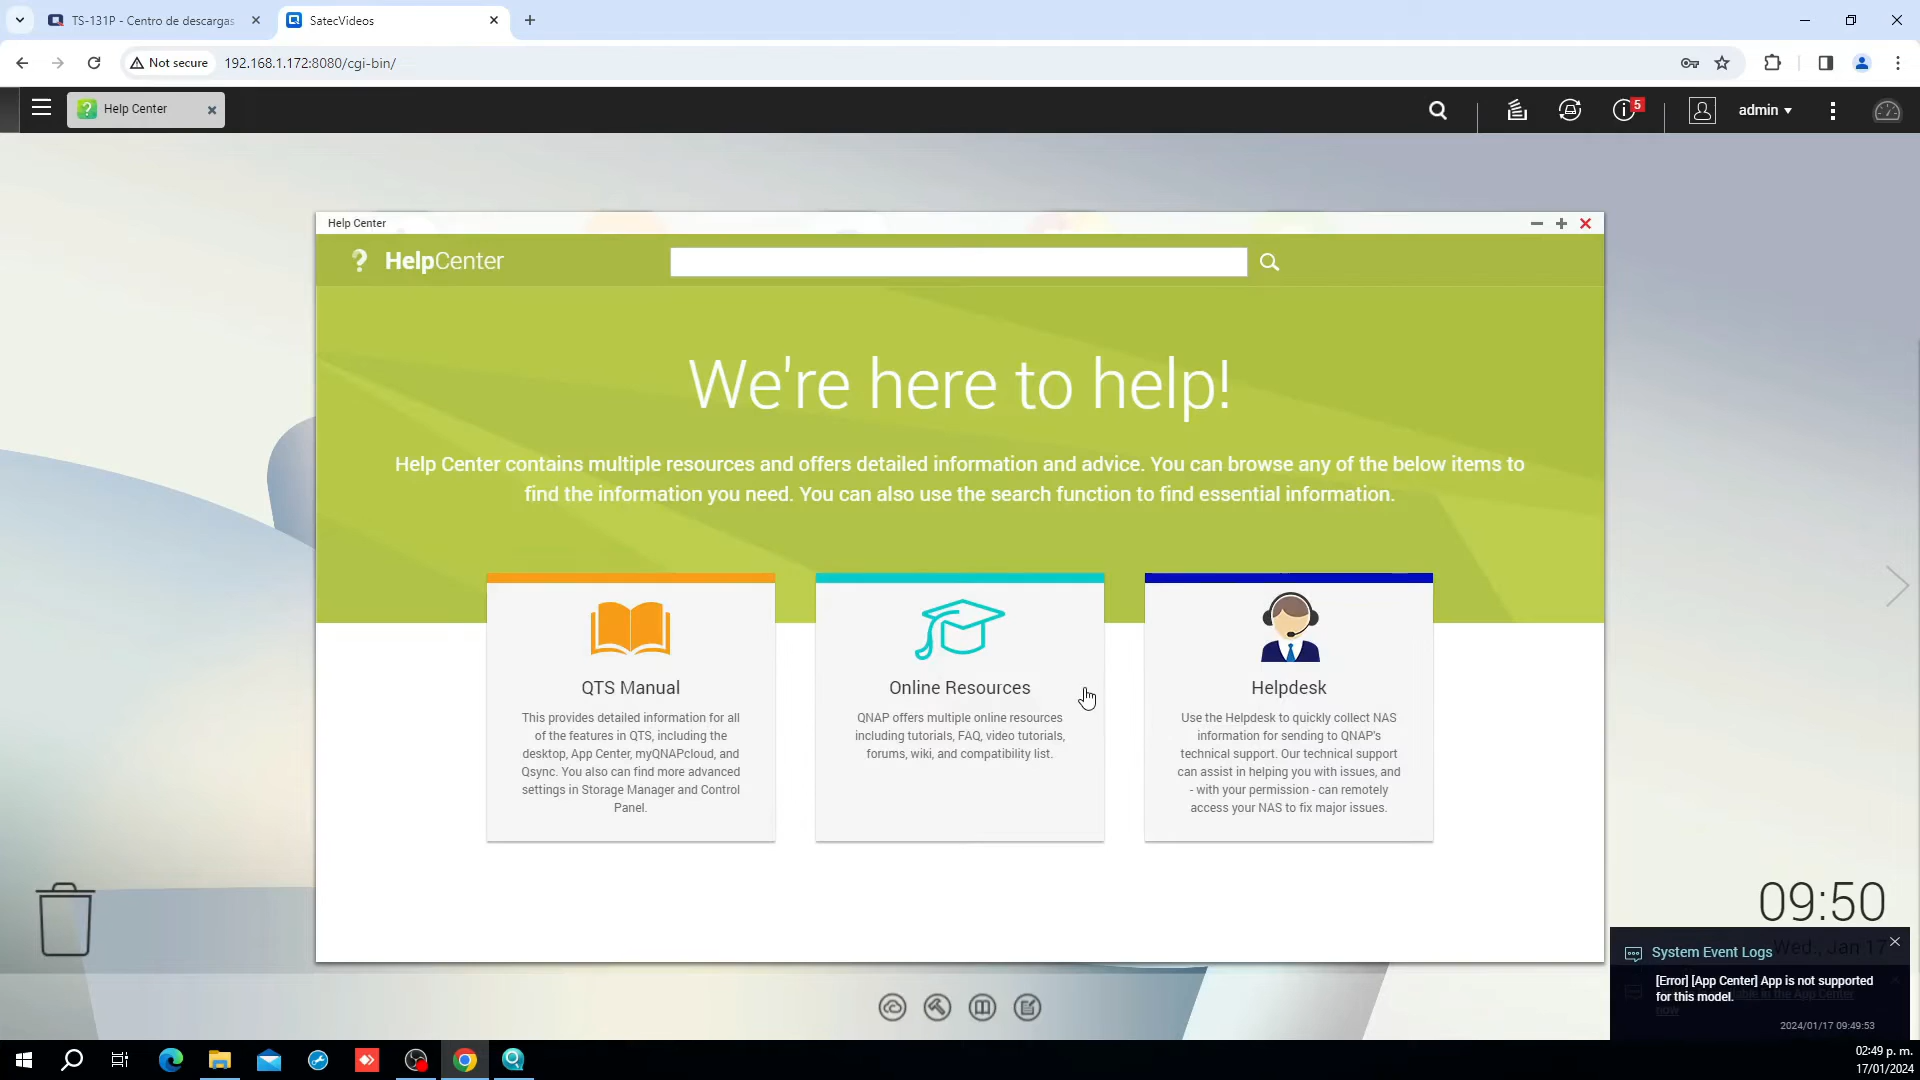 TS-131P - Centro de descargas
SatecVideos
Not secure
192.168.1.172:8080/cgi-bin/
Help Center
5
admin
Help Center
HelpCenter
We're here to help!
Help Center contains multiple resources and offers detailed information and advice. You can browse any of the below items to
find the information you need. You can also use the search function to find essential information.
QTS Manual
This provides detailed information for all
of the features in QTS, including the
desktop, App Center, myQNAPcloud, and
Qsync. You also can find more advanced
settings in Storage Manager and Control
Panel.
Online Resources
QNAP offers multiple online resources
including tutorials, FAQ, video tutorials,
forums, wiki, and compatibility list.
Helpdesk
Use the Helpdesk to quickly collect NAS
information for sending to QNAP's
technical support. Our technical support
can assist in helping you with issues, and
- with your permission - can remotely
access your NAS to fix major issues.
09:50
Wed., Jan 17
System Event Logs
[Error] [App Center] App is not supported
for this model.
in the App Center
now
2024/01/17 09:49:53
02:49 p. m.
17/01/2024